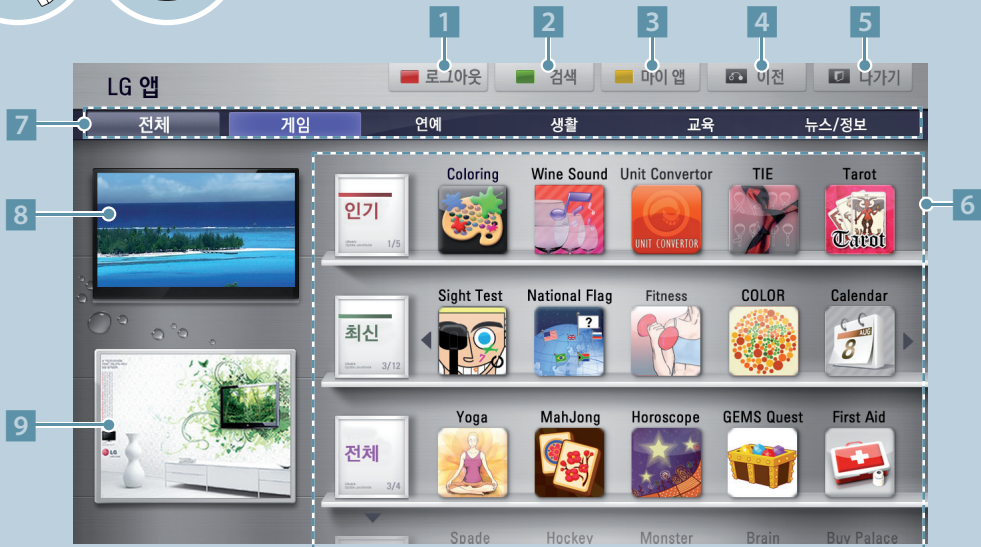 1 2 3 4 5
LG 앱
로그아웃 검색 마이 앱 이전 나가기
7
전체 게임 연예 생활 교육 뉴스/정보
8
인기
1/5
Coloring Wine Sound Unit Convertor TIE Tarot
UNIT CONVERTOR
Tarot
6
최신
3/12
Sight Test National Flag Fitness COLOR Calendar
?
7
AUG
8
9
LG
전체
3/4
Yoga MahJong Horoscope GEMS Quest First Aid
Spade Hockey Monster Brain Buy Palace